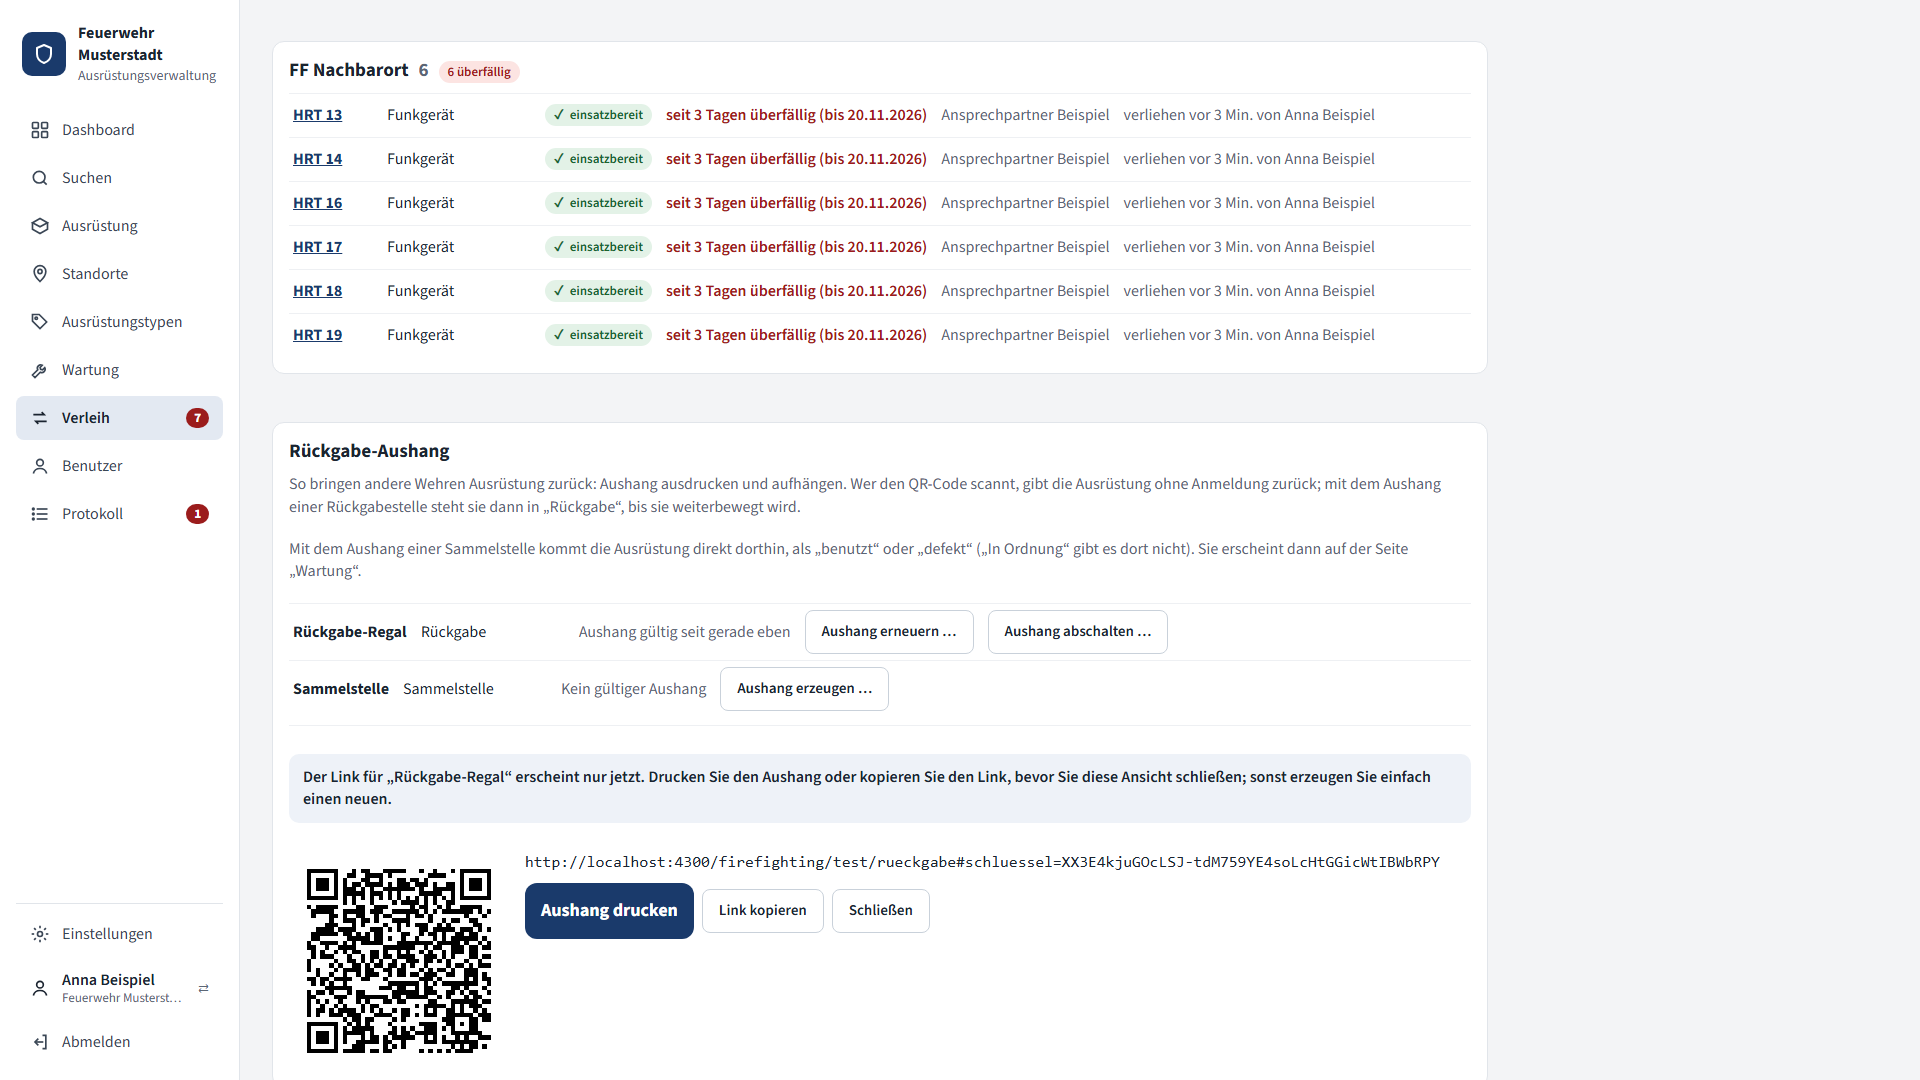 Feuerwehr
Musterstadt
Ausrüstungsverwaltung
Dashboard
Suchen
Ausrüstung
Standorte
Ausrüstungstypen
Wartung
Verleih 7
Benutzer
Protokoll 1
Einstellungen
Anna Beispiel
Feuerwehr Musterst…
Abmelden
FF Nachbarort 6 6 überfällig
HRT 13 Funkgerät ✓ einsatzbereit seit 3 Tagen überfällig (bis 20.11.2026) Ansprechpartner Beispiel verliehen vor 3 Min. von Anna Beispiel
HRT 14 Funkgerät ✓ einsatzbereit seit 3 Tagen überfällig (bis 20.11.2026) Ansprechpartner Beispiel verliehen vor 3 Min. von Anna Beispiel
HRT 16 Funkgerät ✓ einsatzbereit seit 3 Tagen überfällig (bis 20.11.2026) Ansprechpartner Beispiel verliehen vor 3 Min. von Anna Beispiel
HRT 17 Funkgerät ✓ einsatzbereit seit 3 Tagen überfällig (bis 20.11.2026) Ansprechpartner Beispiel verliehen vor 3 Min. von Anna Beispiel
HRT 18 Funkgerät ✓ einsatzbereit seit 3 Tagen überfällig (bis 20.11.2026) Ansprechpartner Beispiel verliehen vor 3 Min. von Anna Beispiel
HRT 19 Funkgerät ✓ einsatzbereit seit 3 Tagen überfällig (bis 20.11.2026) Ansprechpartner Beispiel verliehen vor 3 Min. von Anna Beispiel
Rückgabe-Aushang
So bringen andere Wehren Ausrüstung zurück: Aushang ausdrucken und aufhängen. Wer den QR-Code scannt, gibt die Ausrüstung ohne Anmeldung zurück; mit dem Aushang
einer Rückgabestelle steht sie dann in „Rückgabe“, bis sie weiterbewegt wird.
Mit dem Aushang einer Sammelstelle kommt die Ausrüstung direkt dorthin, als „benutzt“ oder „defekt“ („In Ordnung“ gibt es dort nicht). Sie erscheint dann auf der Seite
„Wartung“.
Rückgabe-Regal Rückgabe Aushang gültig seit gerade eben Aushang erneuern … Aushang abschalten …
Sammelstelle Sammelstelle Kein gültiger Aushang Aushang erzeugen …
Der Link für „Rückgabe-Regal“ erscheint nur jetzt. Drucken Sie den Aushang oder kopieren Sie den Link, bevor Sie diese Ansicht schließen; sonst erzeugen Sie einfach
einen neuen.
http://localhost:4300/firefighting/test/rueckgabe#schluessel=XX3E4kjuGOcLSJ-tdM759YE4soLcHtGGicWtIBWbRPY
Aushang drucken Link kopieren Schließen